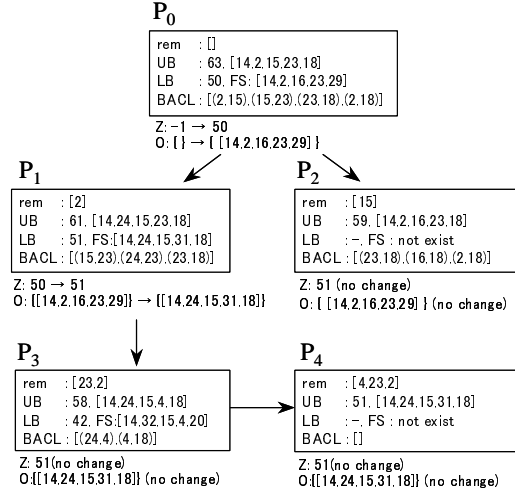 P0
rem : []
UB : 63, [14,2,15,23,18]
LB : 50, FS: [14,2,16,23,29]
BACL : [(2,15),(15,23),(23,18),(2,18)]
Z: −1 → 50
O: { } → { [14,2,16,23,29] }
P1
rem : [2]
UB : 61, [14,24,15,23,18]
LB : 51, FS:[14,24,15,31,18]
BACL : [(15,23),(24,23),(23,18)]
Z: 50 → 51
O: {[14,2,16,23,29]} → {[14,24,15,31,18]}
P2
rem : [15]
UB : 59, [14,2,16,23,18]
LB : −, FS : not exist
BACL : [(23,18),(16,18),(2,18)]
Z: 51 (no change)
O: { [14,2,16,23,29] } (no change)
P3
rem : [23,2]
UB : 58, [14,24,15,4,18]
LB : 42, FS:[14,32,15,4,20]
BACL : [(24,4),(4,18)]
Z: 51(no change)
O:{[14,24,15,31,18]} (no change)
P4
rem : [4,23,2]
UB : 51, [14,24,15,31,18]
LB : −, FS : not exist
BACL : []
Z: 51(no change)
O:{[14,24,15,31,18]} (no change)